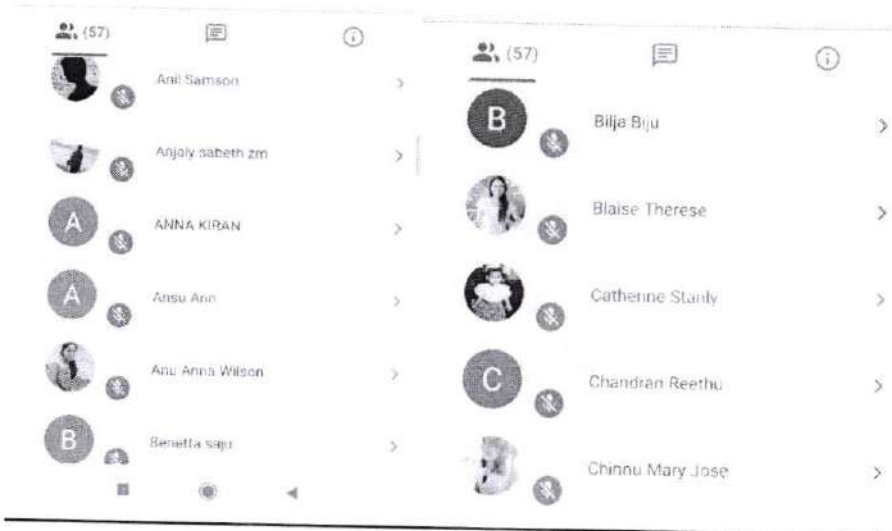 (57)
Anil Samson
Anjaly sabeth zm
A ANNA KIRAN
A Ansu Ann
Anu Anna Wilson
B Benetta saju
(57)
B Bilja Biju
Blaise Therese
Catherine Stanly
C Chandran Reethu
Chinnu Mary Jose